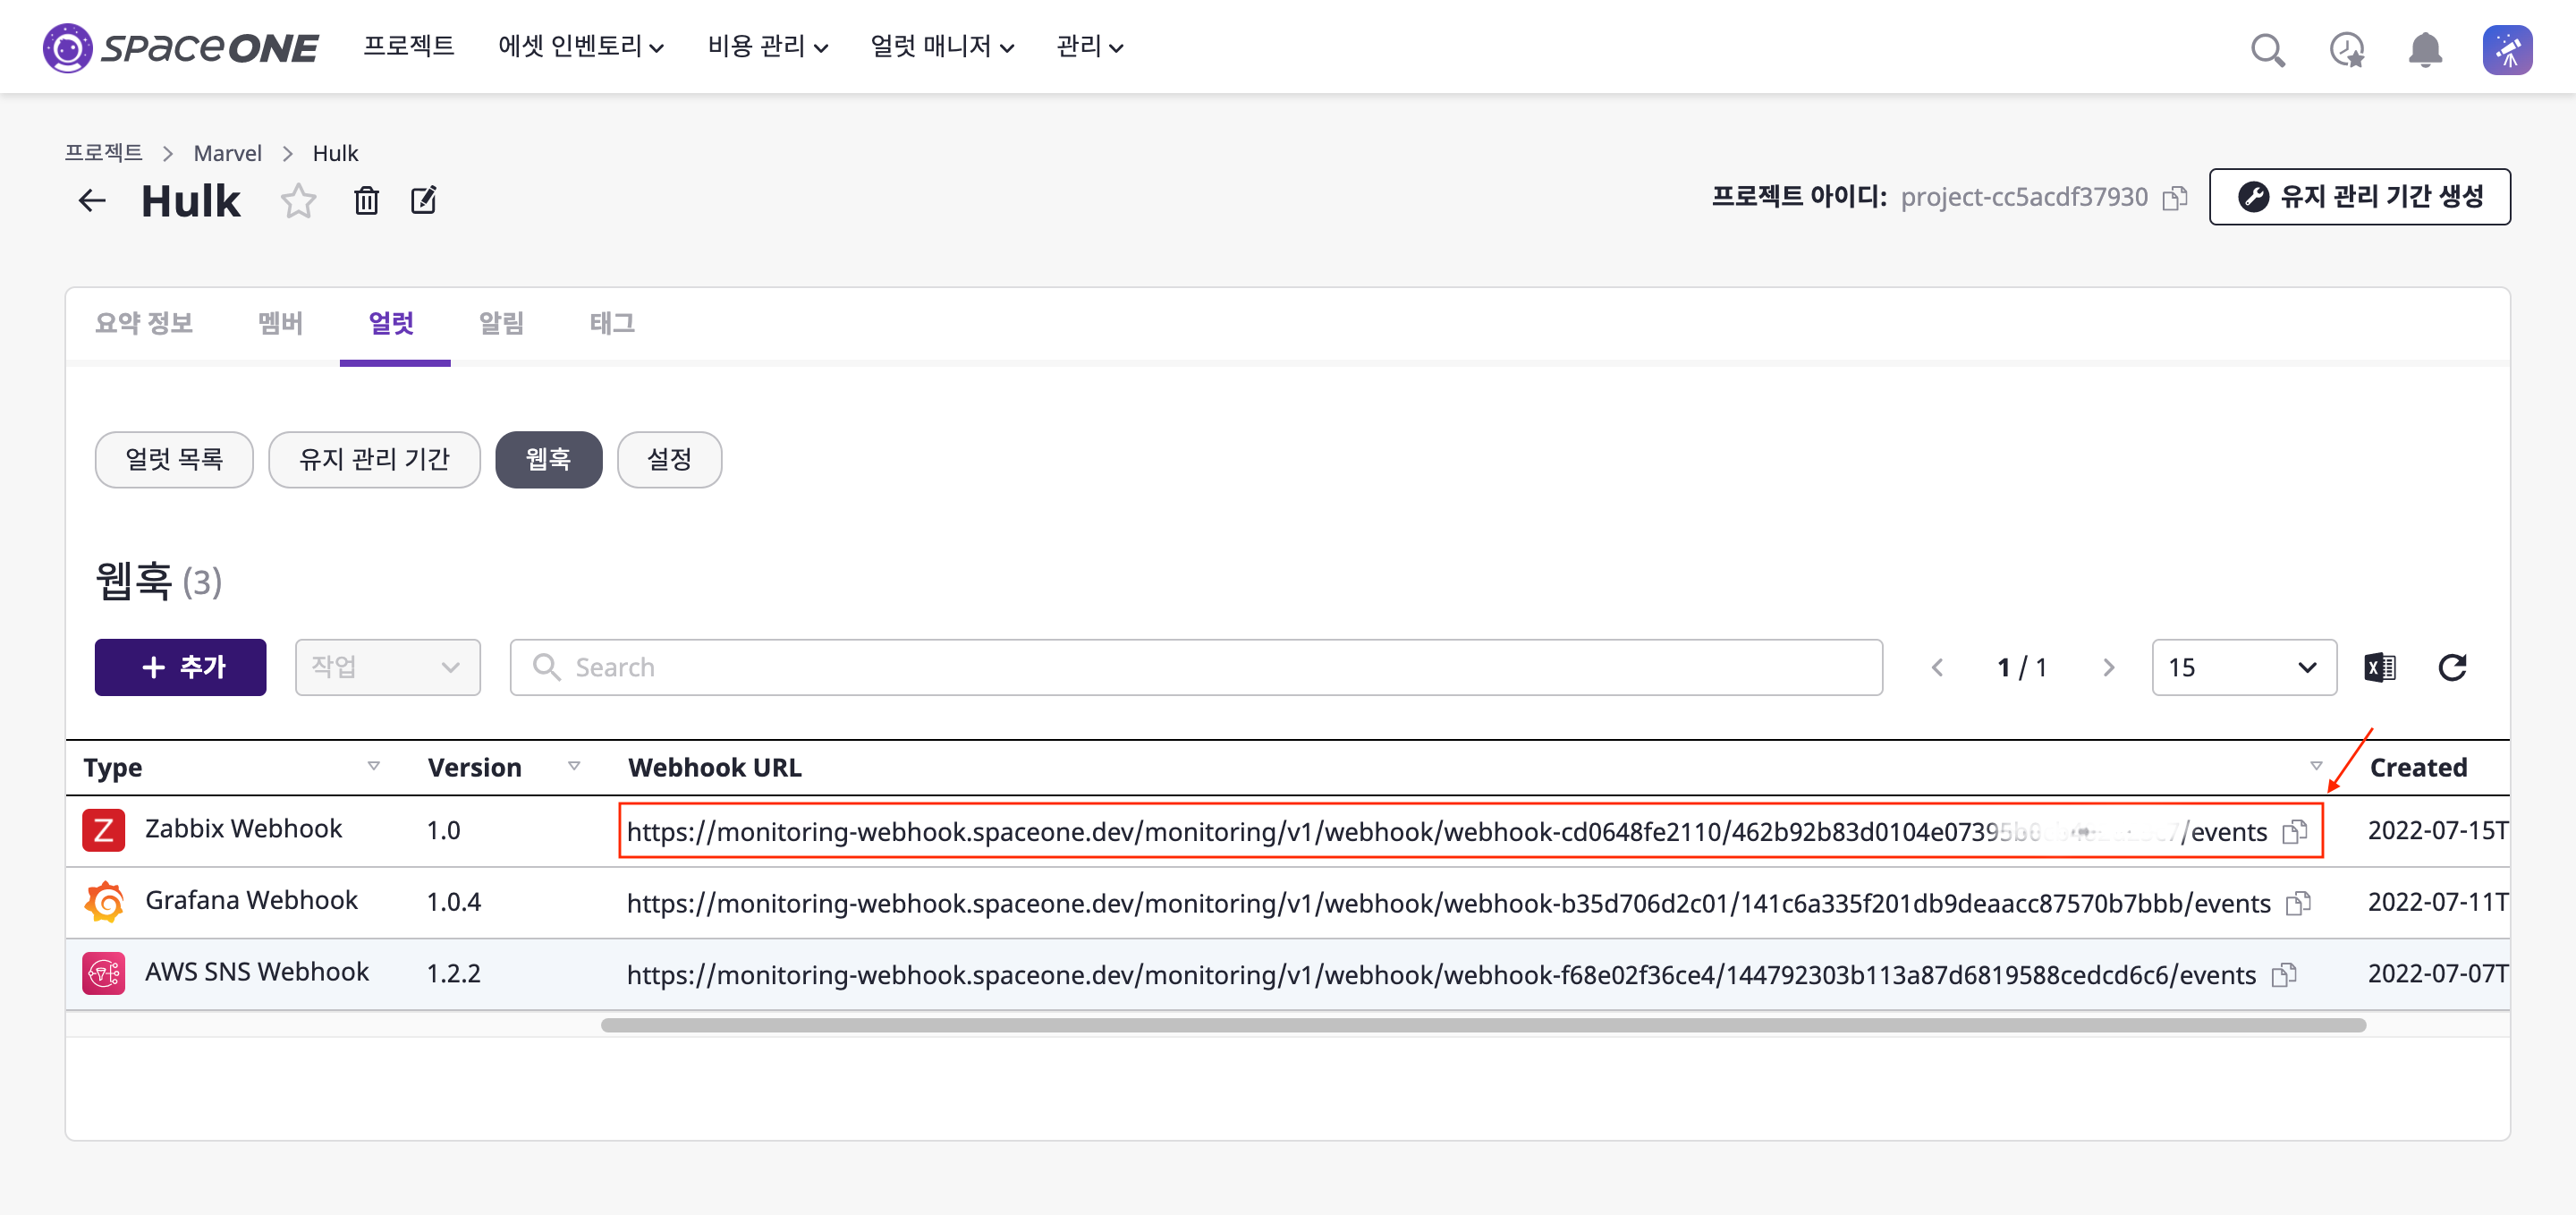 spaceONE 프로젝트 에셋 인벤토리 비용 관리 얼럿 매니저 관리
프로젝트 > Marvel > Hulk
Hulk 프로젝트 아이디: project-cc5acdf37930 유지 관리 기간 생성
요약 정보 멤버 얼럿 알림 태그
얼럿 목록 유지 관리 기간 웹훅 설정
웹훅 (3)
+ 추가 작업 Search 1 / 1 15
Type Version Webhook URL Created
Z Zabbix Webhook 1.0 https://monitoring-webhook.spaceone.dev/monitoring/v1/webhook/webhook-cd0648fe2110/462b92b83d0104e07395 /events 2022-07-15T
Grafana Webhook 1.0.4 https://monitoring-webhook.spaceone.dev/monitoring/v1/webhook/webhook-b35d706d2c01/141c6a335f201db9deaacc87570b7bbb/events 2022-07-11T
AWS SNS Webhook 1.2.2 https://monitoring-webhook.spaceone.dev/monitoring/v1/webhook/webhook-f68e02f36ce4/144792303b113a87d6819588cedcd6c6/events 2022-07-07T